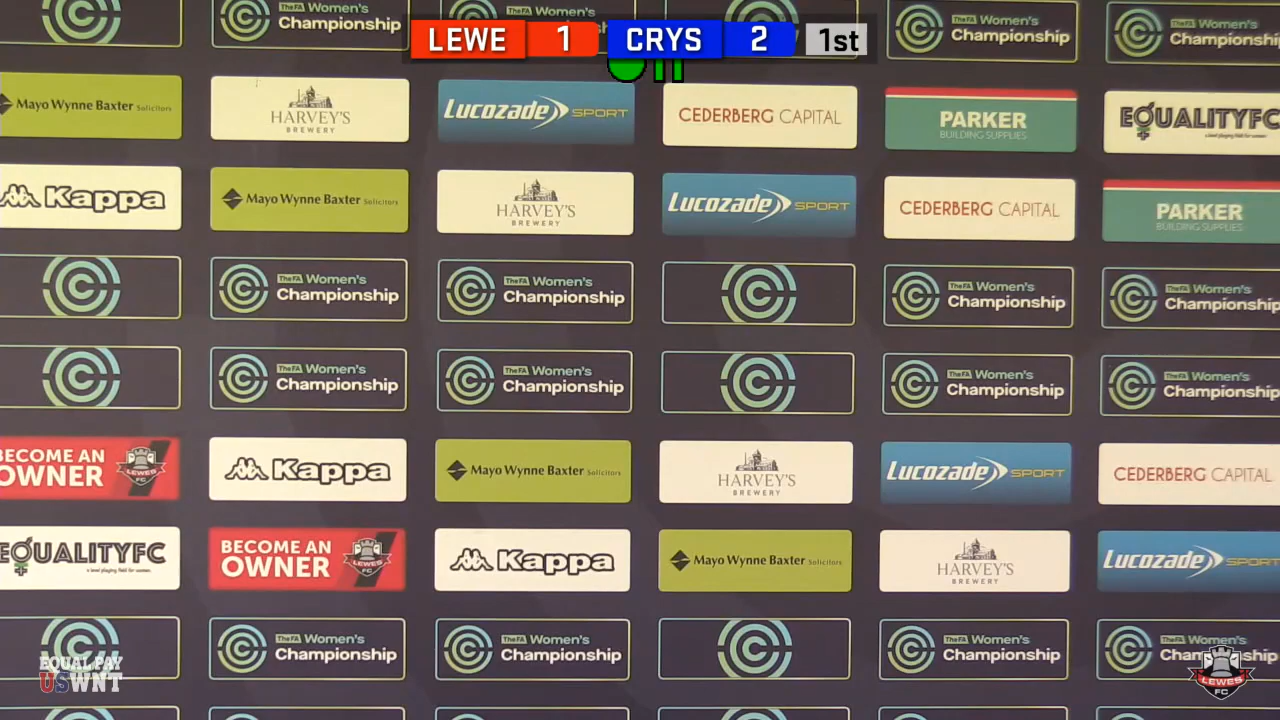 The FA Women's
Championship
The FA Women's
Championship
LEWE 1 CRYS 2 1st
The FA Women's
Championship
The FA Women's
Championship
Mayo Wynne Baxter Solicitors
HARVEY'S
BREWERY
Lucozade SPORT
CEDERBERG CAPITAL
PARKER
BUILDING SUPPLIES
EQUALITYFC
a level playing field for women.
Kappa
Mayo Wynne Baxter Solicitors
HARVEY'S
BREWERY
Lucozade SPORT
CEDERBERG CAPITAL
PARKER
BUILDING SUPPLIES
The FA Women's
Championship
The FA Women's
Championship
The FA Women's
Championship
The FA Women's
Championship
The FA Women's
Championship
The FA Women's
Championship
The FA Women's
Championship
The FA Women's
Championship
BECOME AN
OWNER
LEWES
FC
Kappa
Mayo Wynne Baxter Solicitors
HARVEY'S
BREWERY
Lucozade SPORT
CEDERBERG CAPITAL
EQUALITYFC
a level playing field for women.
BECOME AN
OWNER
LEWES
FC
Kappa
Mayo Wynne Baxter Solicitors
HARVEY'S
BREWERY
Lucozade SPORT
The FA Women's
Championship
The FA Women's
Championship
The FA Women's
Championship
The FA Women's
Championship
EQUAL PAY
USWNT
LEWES
FC